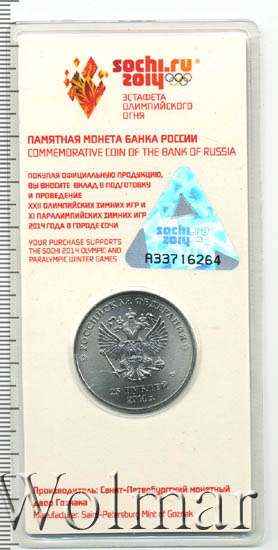 sochi.ru
2014
ЭСТАФЕТА
ОЛИМПИЙСКОГО
ОГНЯ
ПАМЯТНАЯ МОНЕТА БАНКА РОССИИ
COMMEMORATIVE COIN OF THE BANK OF RUSSIA
ПОКУПАЯ ОФИЦИАЛЬНУЮ ПРОДУКЦИЮ,
ВЫ ВНОСИТЕ ВКЛАД В ПОДГОТОВКУ
И ПРОВЕДЕНИЕ
XXII ОЛИМПИЙСКИХ ЗИМНИХ ИГР И
XI ПАРАЛИМПИЙСКИХ ЗИМНИХ ИГР
2014 ГОДА В ГОРОДЕ СОЧИ
YOUR PURCHASE SUPPORTS
THE SOCHI 2014 OLYMPIC AND
PARALYMPIC WINTER GAMES
sochi.ru
2014
A33716264
РОССИЙСКАЯ ФЕДЕРАЦИЯ
25 РУБЛЕЙ
Производитель: Санкт-Петербургский монетный
двор Гознака
Manufacturer: Saint-Petersburg Mint of Goznak
Wolmar